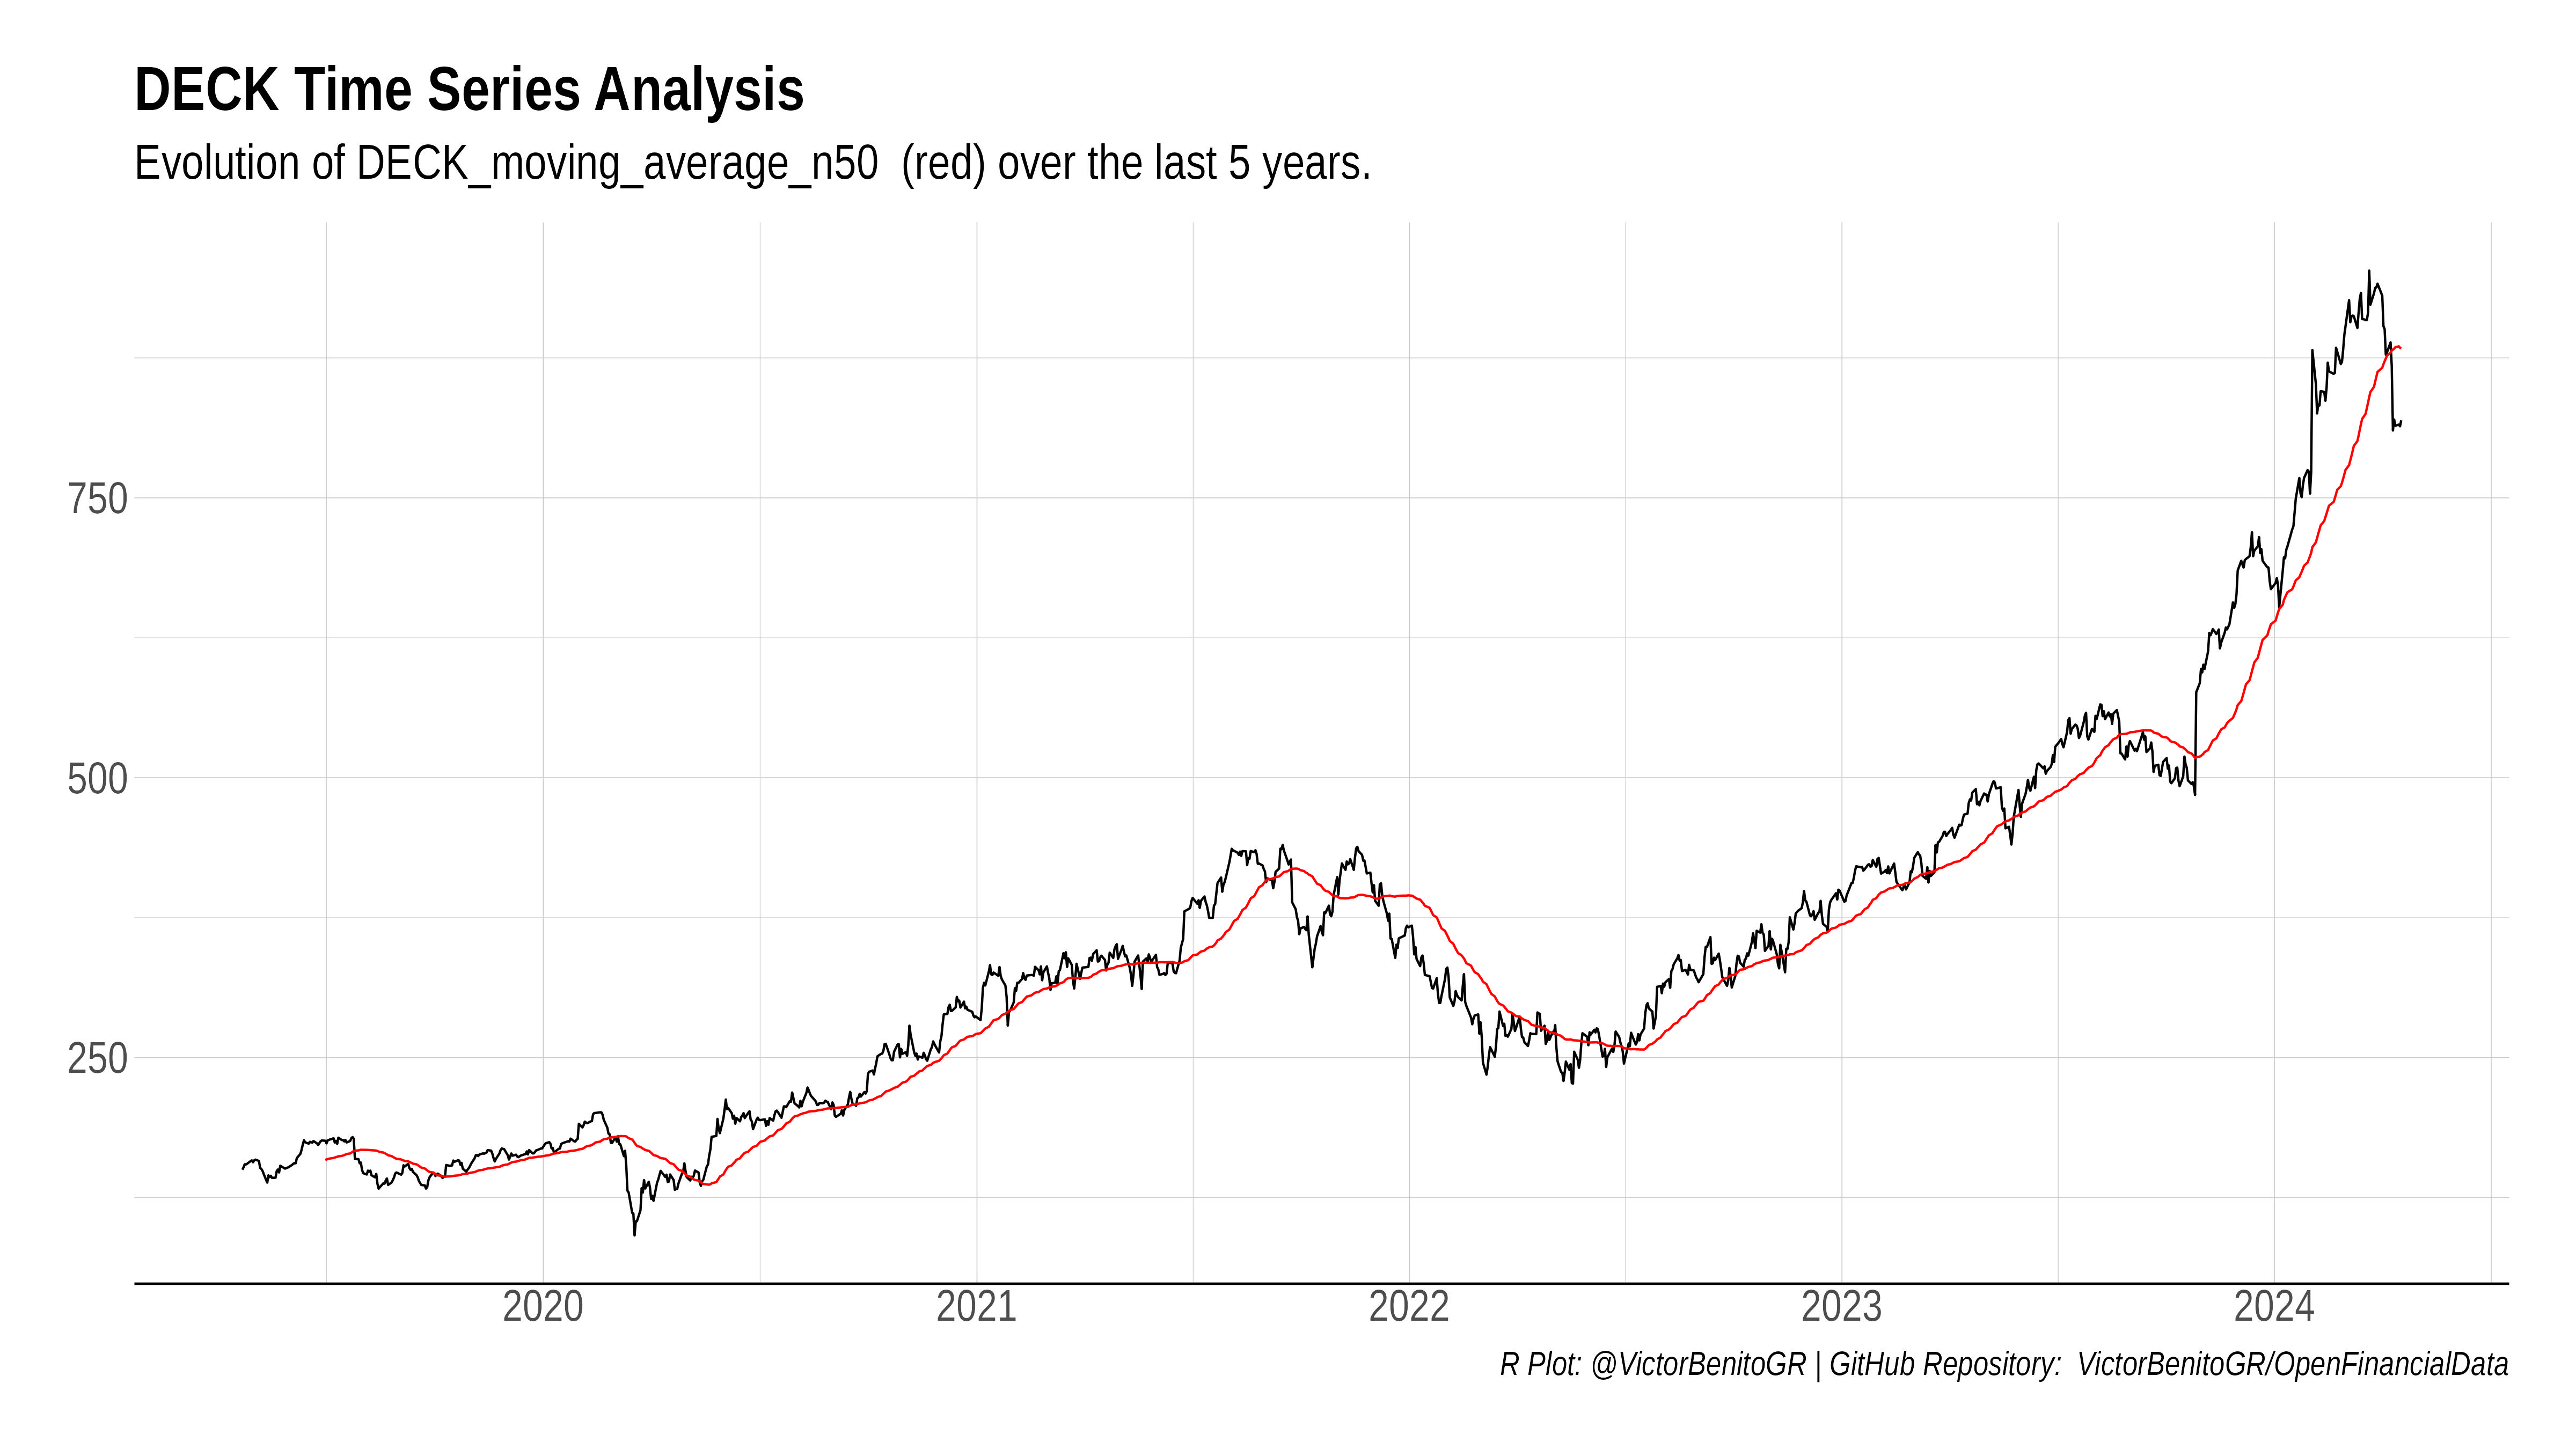 DECK Time Series Analysis
Evolution of DECK_moving_average_n50  (red) over the last 5 years.
750
500
250
2020 2021 2022 2023 2024
R Plot: @VictorBenitoGR | GitHub Repository:  VictorBenitoGR/OpenFinancialData